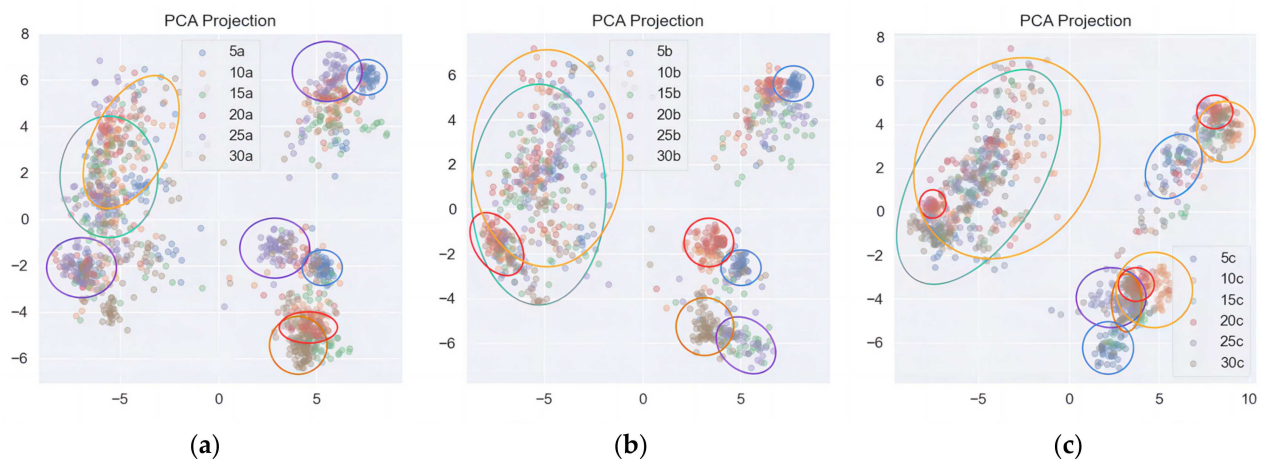 PCA Projection
8
6
4
2
0
−2
−4
−6
−5
0
5
5a
10a
15a
20a
25a
30a
(a)
PCA Projection
6
4
2
0
−2
−4
−6
−5
0
5
5b
10b
15b
20b
25b
30b
(b)
PCA Projection
8
6
4
2
0
−2
−4
−6
−5
0
5
10
5c
10c
15c
20c
25c
30c
(c)